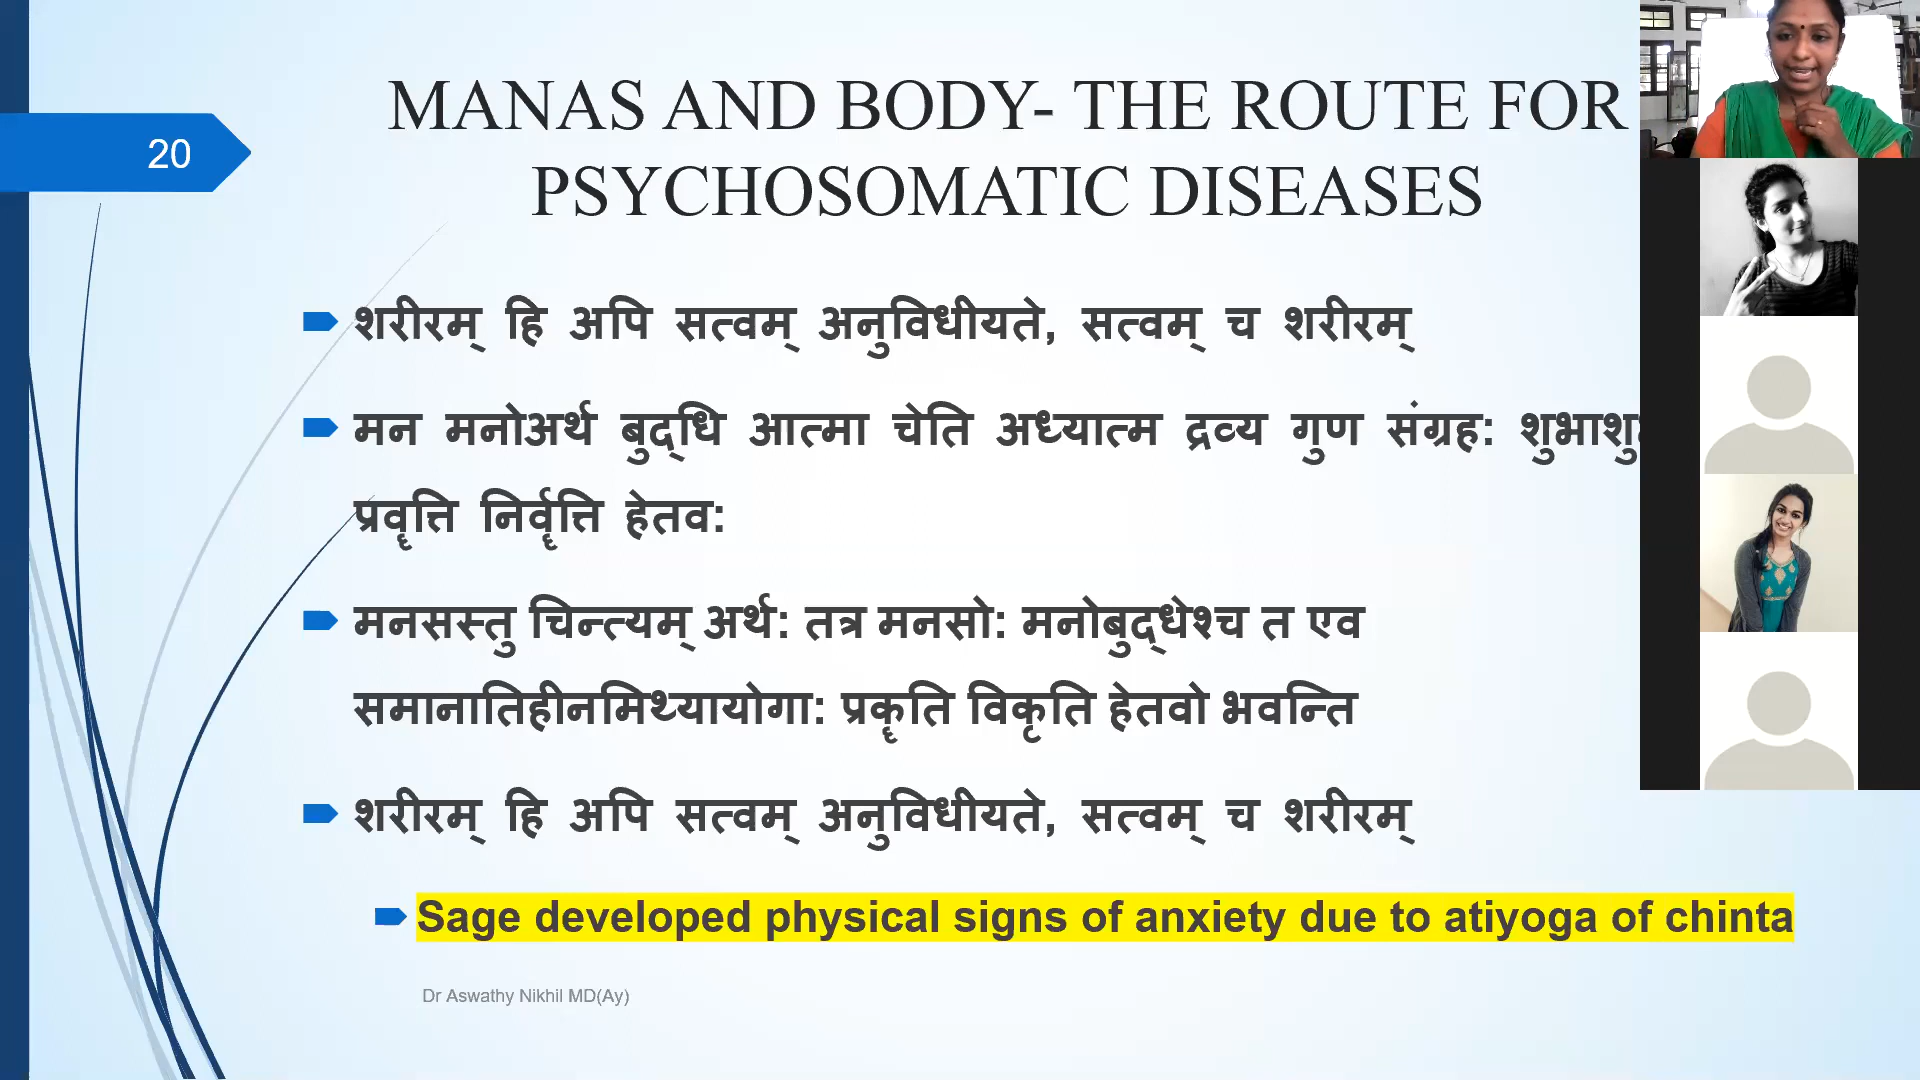 20
MANAS AND BODY- THE ROUTE FOR
PSYCHOSOMATIC DISEASES
शरीरम् हि अपि सत्वम् अनुविधीयते, सत्वम् च शरीरम्
मन मनोअर्थ बुद्धि आत्मा चेति अध्यात्म द्रव्य गुण संग्रह:
प्रवृत्ति निर्वृत्ति हेतव:
मनसस्तु चिन्त्यम् अर्थ: तत्र मनसो: मनोबुद्धेश्च त एव
समानातिहीनमिथ्यायोगा: प्रकृति विकृति हेतवो भवन्ति
शरीरम् हि अपि सत्वम् अनुविधीयते, सत्वम् च शरीरम्
Sage developed physical signs of anxiety due to atiyoga of chinta
Dr Aswathy Nikhil MD(Ay)